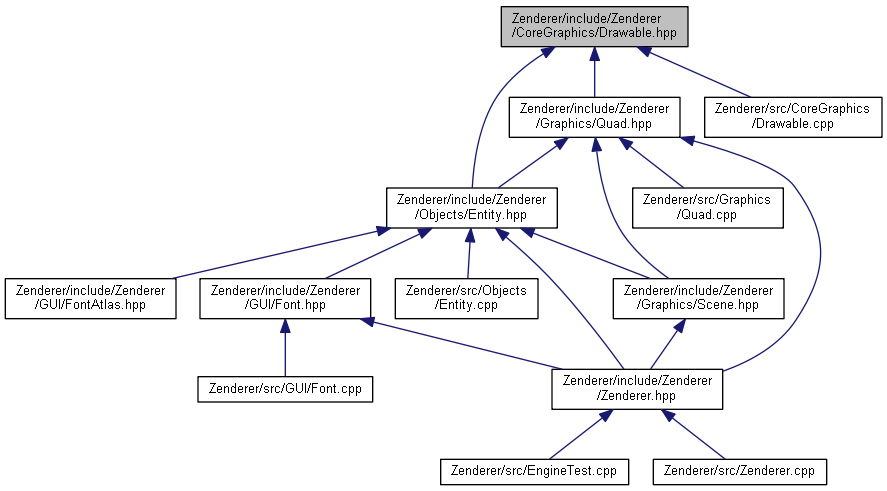 Zenderer/include/Zenderer
/CoreGraphics/Drawable.hpp
Zenderer/include/Zenderer
/Graphics/Quad.hpp
Zenderer/src/CoreGraphics
/Drawable.cpp
Zenderer/include/Zenderer
/Objects/Entity.hpp
Zenderer/src/Graphics
/Quad.cpp
Zenderer/include/Zenderer
/GUI/FontAtlas.hpp
Zenderer/include/Zenderer
/GUI/Font.hpp
Zenderer/src/Objects
/Entity.cpp
Zenderer/include/Zenderer
/Graphics/Scene.hpp
Zenderer/src/GUI/Font.cpp
Zenderer/include/Zenderer
/Zenderer.hpp
Zenderer/src/EngineTest.cpp
Zenderer/src/Zenderer.cpp